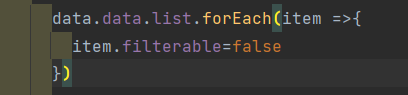 data.data.list.forEach(item =>{
item.filterable=false
})